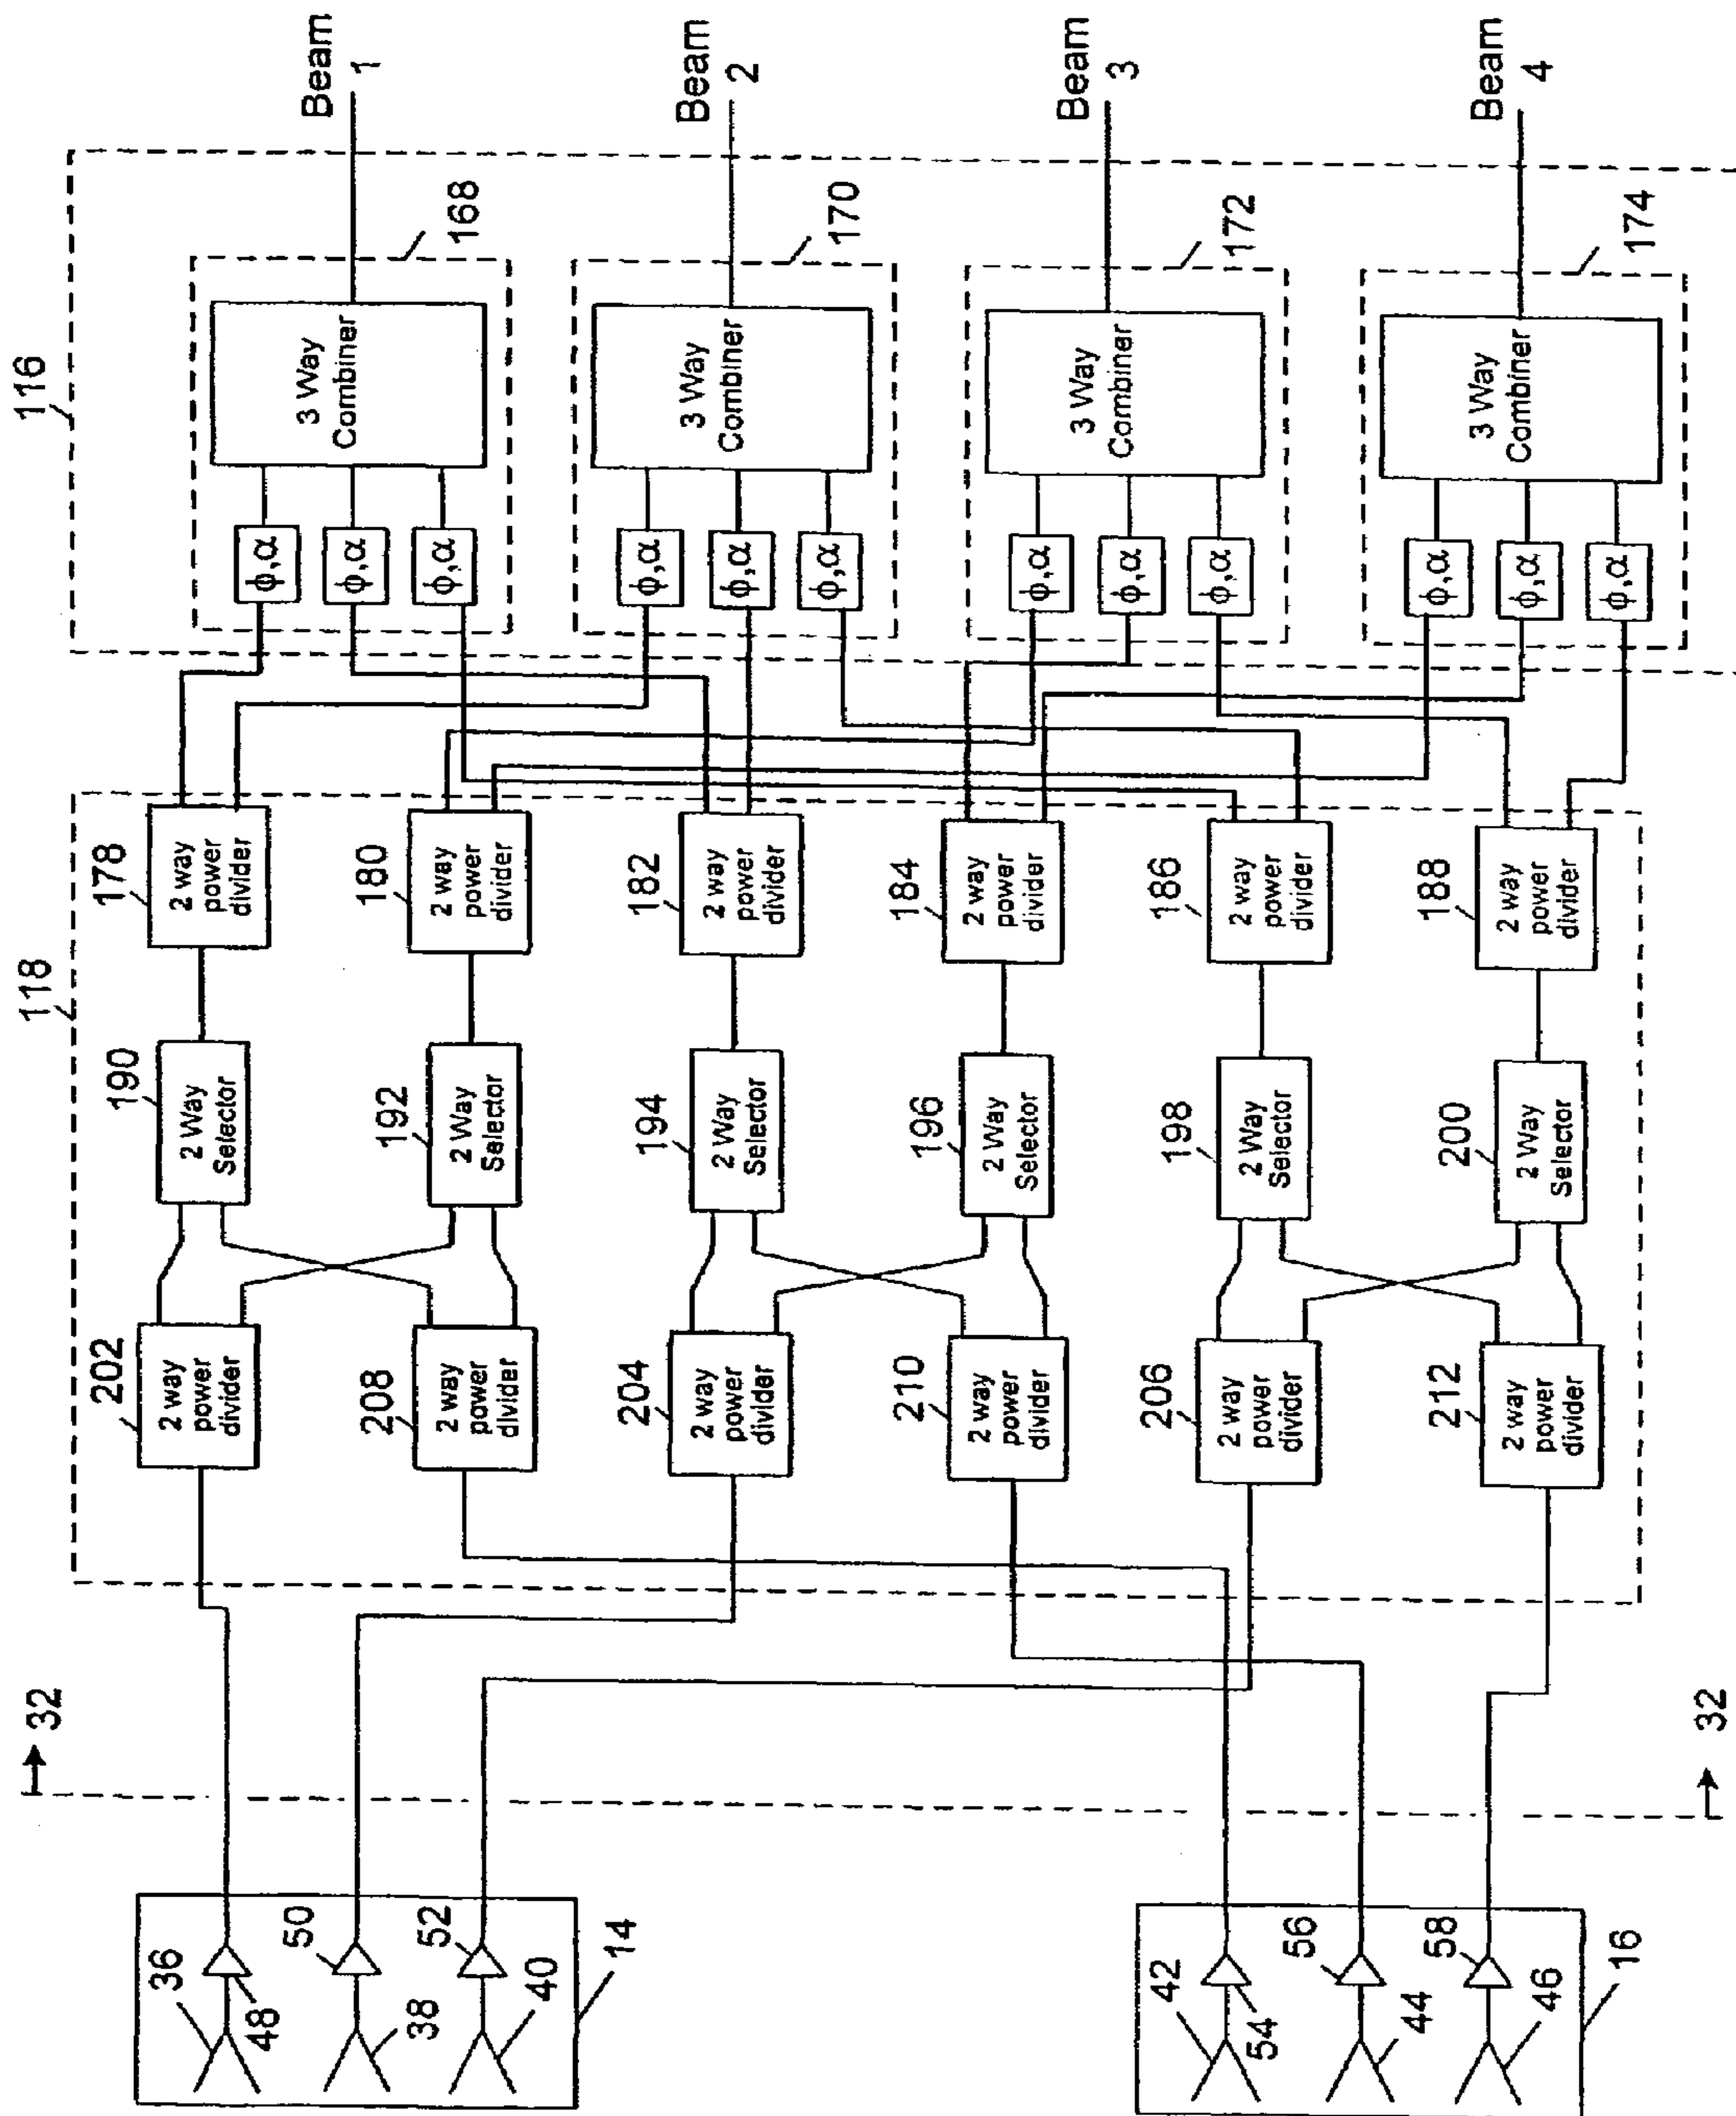 116
118
32
32
Beam
1
Beam
2
Beam
3
Beam
4
168
170
172
174
3 Way
Combiner
3 Way
Combiner
3 Way
Combiner
3 Way
Combiner
ϕ,α
ϕ,α
ϕ,α
ϕ,α
ϕ,α
ϕ,α
ϕ,α
ϕ,α
ϕ,α
ϕ,α
ϕ,α
ϕ,α
178
2 way
power
divider
180
2 way
power
divider
182
2 way
power
divider
184
2 way
power
divider
186
2 way
power
divider
188
2 way
power
divider
190
2 Way
Selector
192
2 Way
Selector
194
2 Way
Selector
196
2 Way
Selector
198
2 Way
Selector
200
2 Way
Selector
202
2 way
power
divider
208
2 way
power
divider
204
2 way
power
divider
210
2 way
power
divider
206
2 way
power
divider
212
2 way
power
divider
36
48
50
38
52
40
14
42
54
56
44
58
46
16